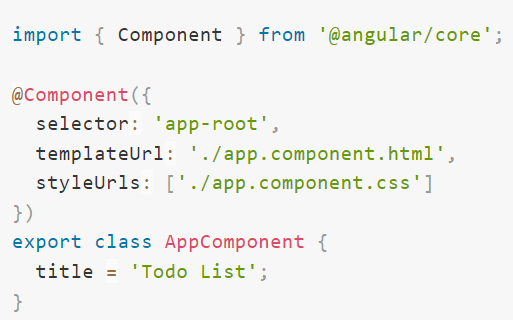 import { Component } from '@angular/core';
@Component({
selector: 'app-root',
templateUrl: './app.component.html',
styleUrls: ['./app.component.css']
})
export class AppComponent {
title = 'Todo List';
}